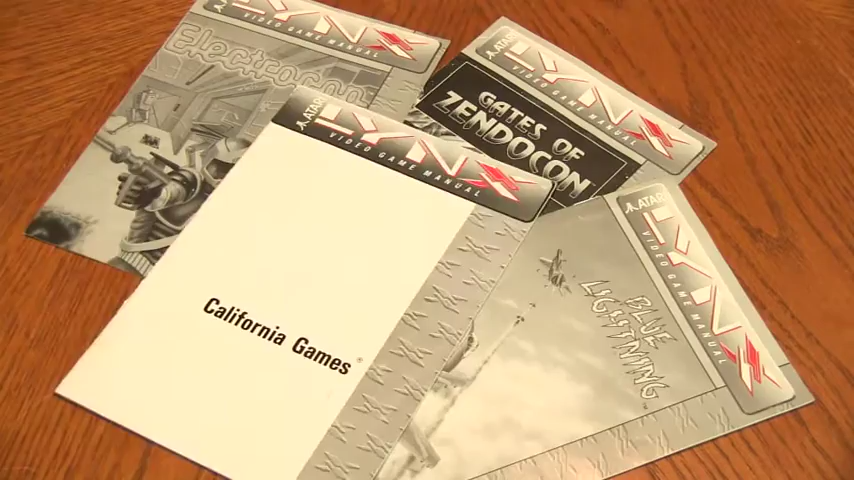 LYNX
VIDEO GAME MANUAL
Electrocop
ATARI
LYNX
VIDEO GAME MANUAL
GATES OF
ZENDOCON
ATARI
LYNX
VIDEO GAME MANUAL
California Games
ATARI
LYNX
VIDEO GAME MANUAL
BLUE
LIGHTNING